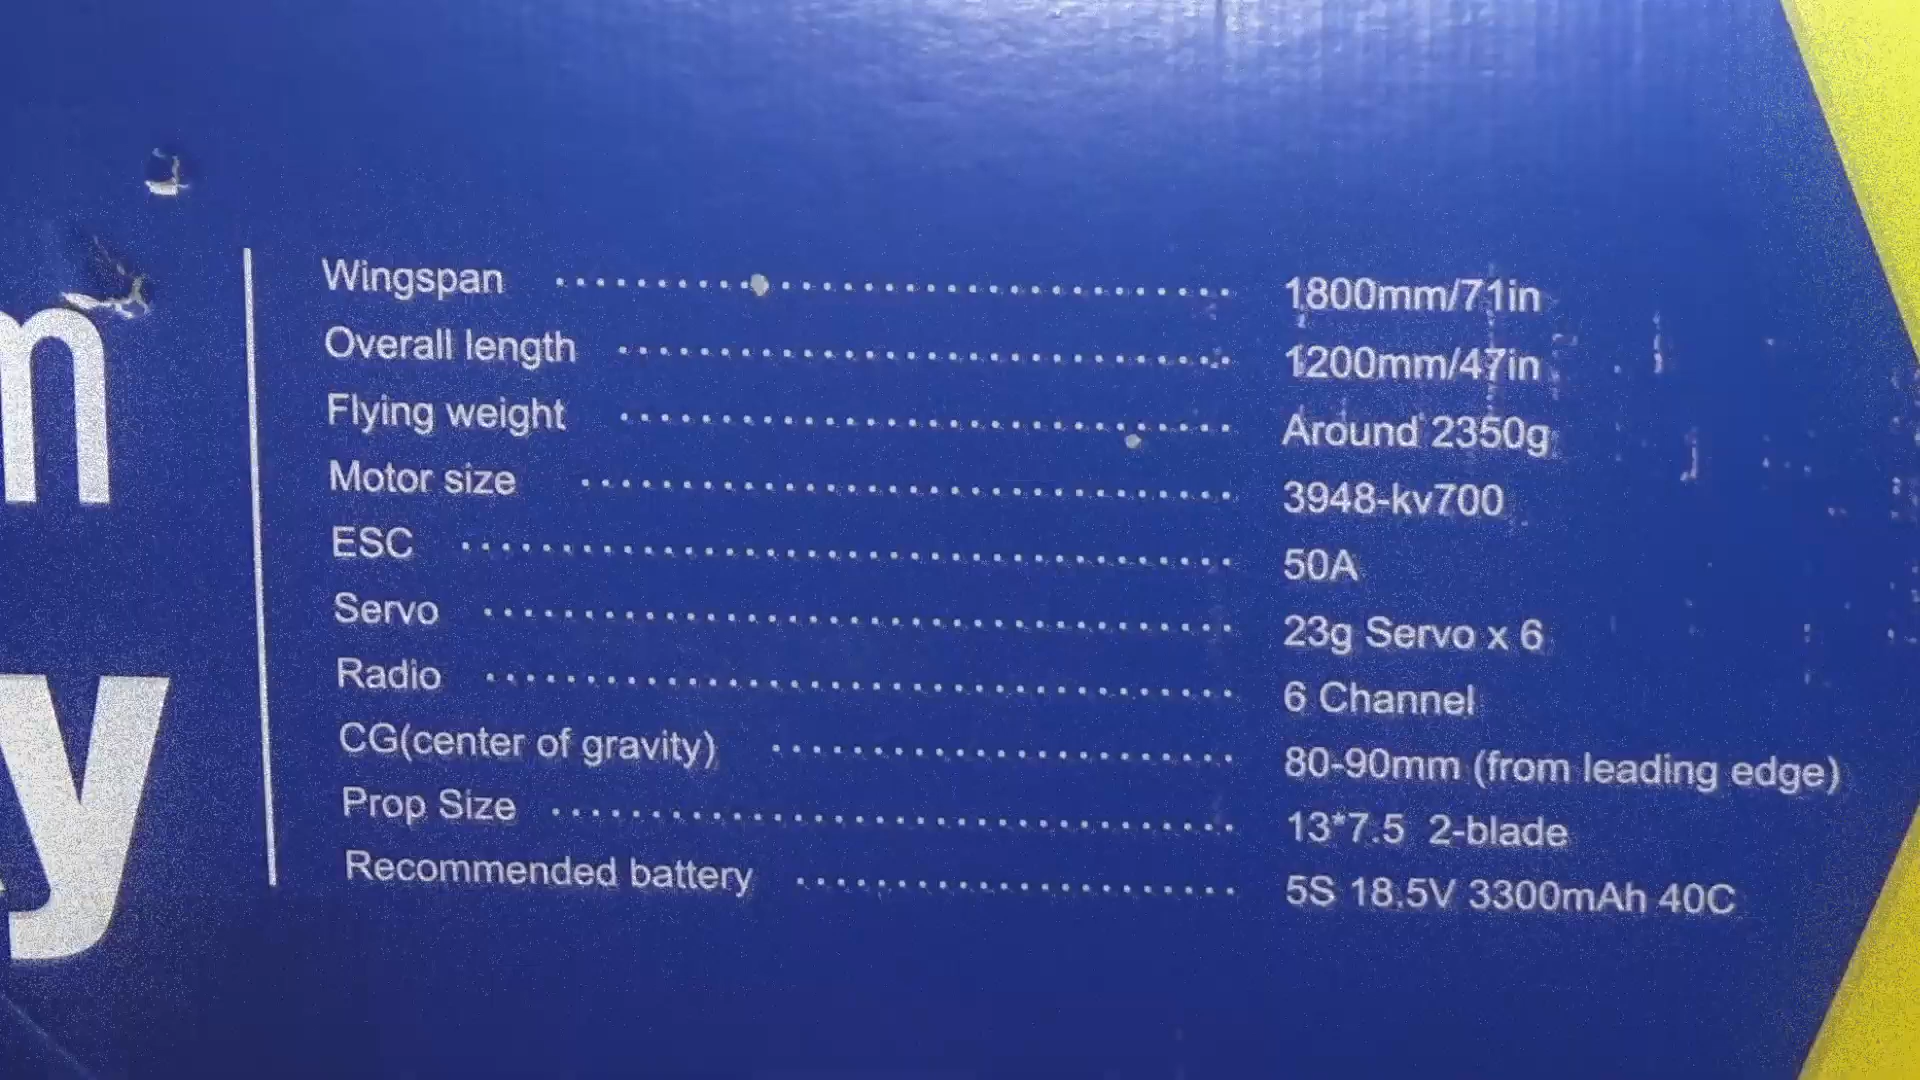 m
y
Wingspan .................................. 1800mm/71in
Overall length ............................... 1200mm/47in
Flying weight ............................... Around 2350g
Motor size ................................. 3948-kv700
ESC ...................................... 50A
Servo ..................................... 23g Servo x 6
Radio ..................................... 6 Channel
CG(center of gravity) ....................... 80-90mm (from leading edge)
Prop Size .................................. 13*7.5 2-blade
Recommended battery ...................... 5S 18.5V 3300mAh 40C